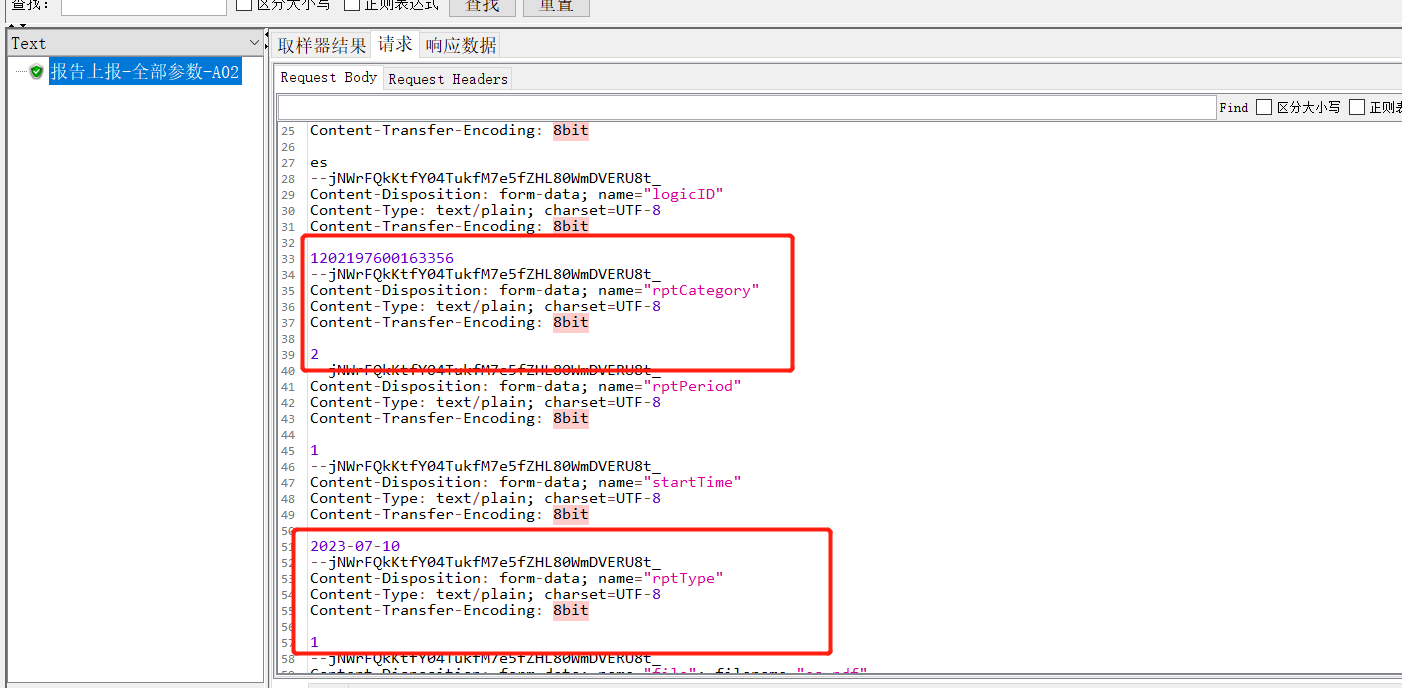 查找：
区分大小写
正则表达式
查找
重置
Text
报告上报-全部参数-A02
取样器结果 请求 响应数据
Request Body Request Headers
Find 区分大小写 正则表
25 Content-Transfer-Encoding: 8bit
26
27 es
28 --jNWrFQkKtfY04TukfM7e5fZHL80WmDVERU8t_
29 Content-Disposition: form-data; name="logicID"
30 Content-Type: text/plain; charset=UTF-8
31 Content-Transfer-Encoding: 8bit
32
33 1202197600163356
34 --jNWrFQkKtfY04TukfM7e5fZHL80WmDVERU8t_
35 Content-Disposition: form-data; name="rptCategory"
36 Content-Type: text/plain; charset=UTF-8
37 Content-Transfer-Encoding: 8bit
38
39 2
40 --jNWrFQkKtfY04TukfM7e5fZHL80WmDVERU8t_
41 Content-Disposition: form-data; name="rptPeriod"
42 Content-Type: text/plain; charset=UTF-8
43 Content-Transfer-Encoding: 8bit
44
45 1
46 --jNWrFQkKtfY04TukfM7e5fZHL80WmDVERU8t_
47 Content-Disposition: form-data; name="startTime"
48 Content-Type: text/plain; charset=UTF-8
49 Content-Transfer-Encoding: 8bit
50
51 2023-07-10
52 --jNWrFQkKtfY04TukfM7e5fZHL80WmDVERU8t_
53 Content-Disposition: form-data; name="rptType"
54 Content-Type: text/plain; charset=UTF-8
55 Content-Transfer-Encoding: 8bit
56
57 1
58 --jNWrFQkKtfY04TukfM7e5fZHL80WmDVERU8t_
59 Content-Disposition: form-data; name="file"; filename="es.pdf"